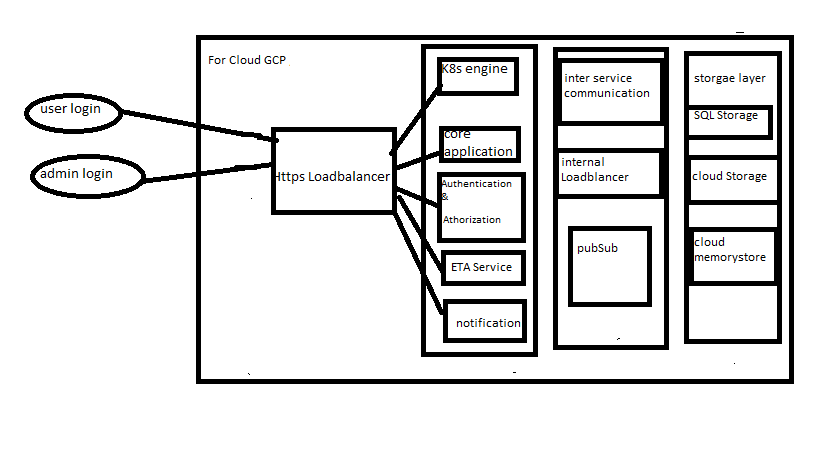 For Cloud GCP
user login
admin login
Https Loadbalancer
K8s engine
core
application
Authentication
&
Athorization
ETA Service
notification
inter service
communication
internal
Loadblancer
pubSub
storgae layer
SQL Storage
cloud Storage
cloud
memorystore